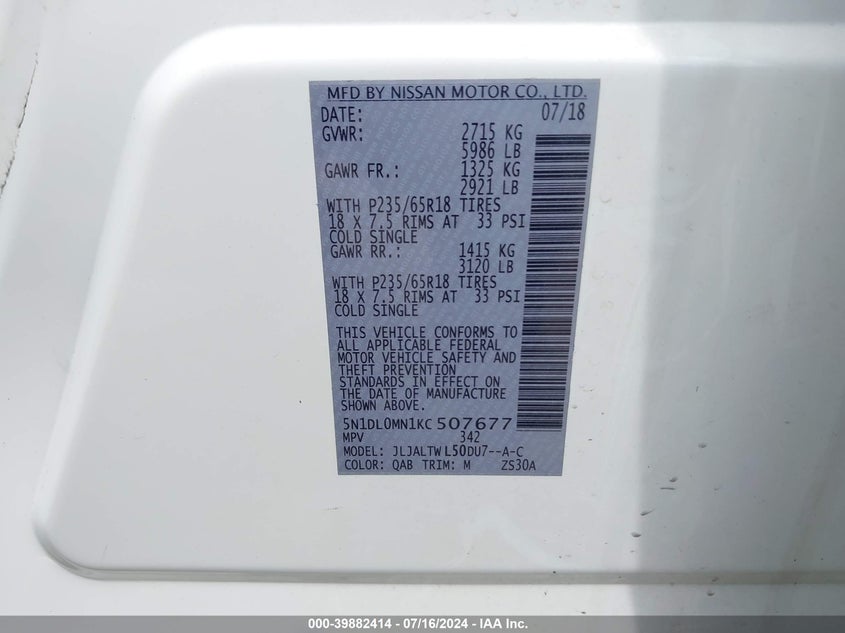 MFD BY NISSAN MOTOR CO., LTD.
DATE: 07/18
GVWR: 2715 KG
5986 LB
GAWR FR.: 1325 KG
2921 LB
WITH P235/65R18 TIRES
18 X 7.5 RIMS AT 33 PSI
COLD SINGLE
GAWR RR.: 1415 KG
3120 LB
WITH P235/65R18 TIRES
18 X 7.5 RIMS AT 33 PSI
COLD SINGLE
THIS VEHICLE CONFORMS TO
ALL APPLICABLE FEDERAL
MOTOR VEHICLE SAFETY AND
THEFT PREVENTION
STANDARDS IN EFFECT ON
THE DATE OF MANUFACTURE
SHOWN ABOVE.
5N1DL0MN1KC507677
MPV 342
MODEL: JLJALTWL50DU7--A-C
COLOR: QAB TRIM: M ZS30A
000-39882414 - 07/16/2024 - IAA Inc.